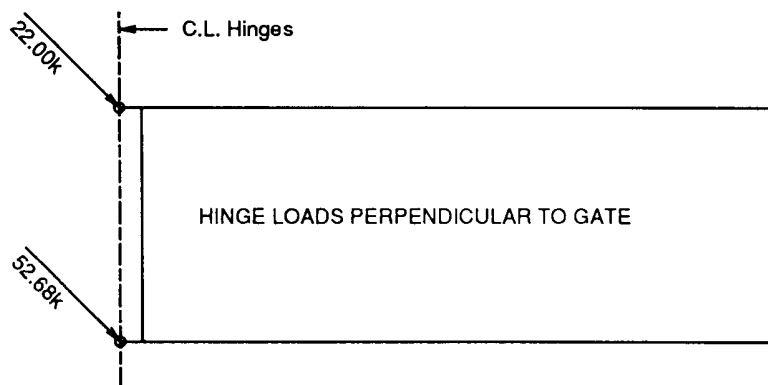 C.L. Hinges
22.00k
HINGE LOADS PERPENDICULAR TO GATE
52.68k